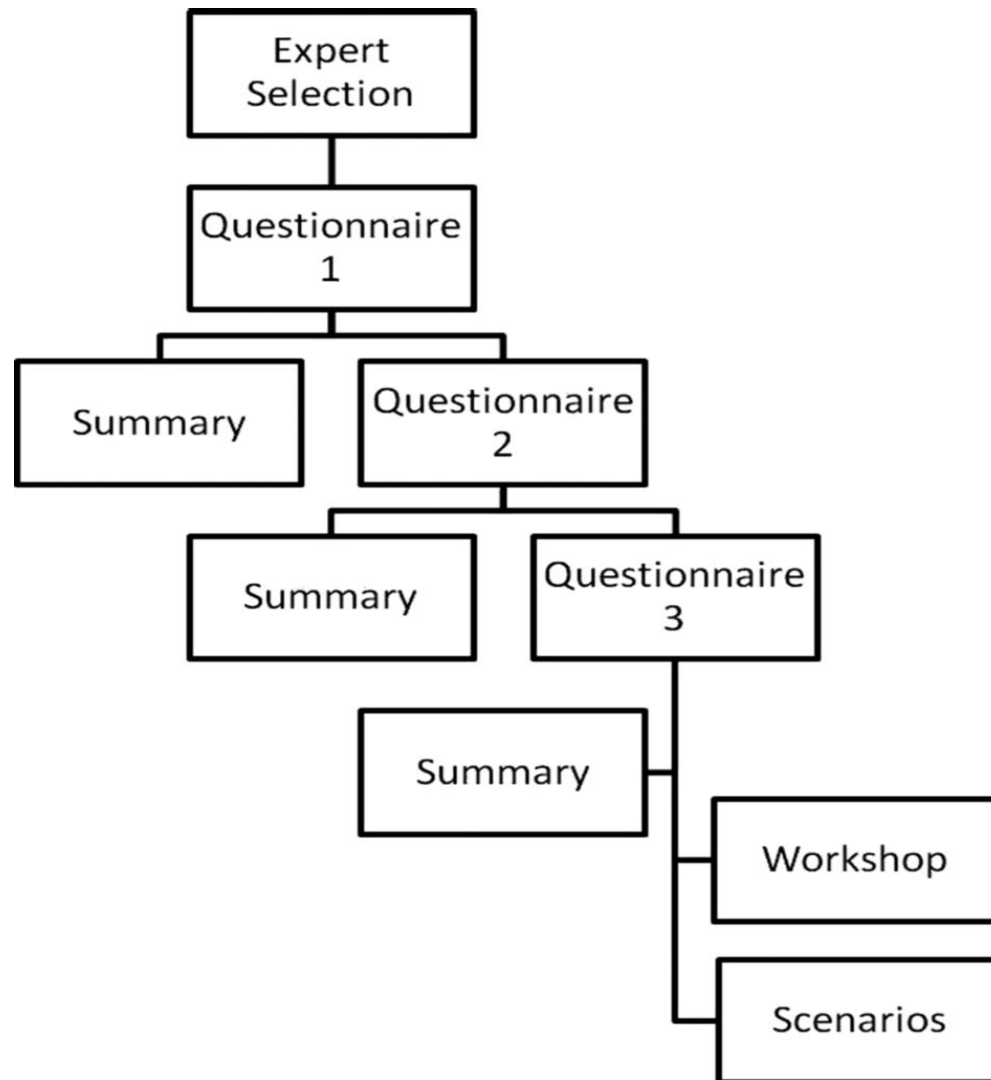 Expert
Selection
Questionnaire
1
Summary
Questionnaire
2
Summary
Questionnaire
3
Summary
Workshop
Scenarios